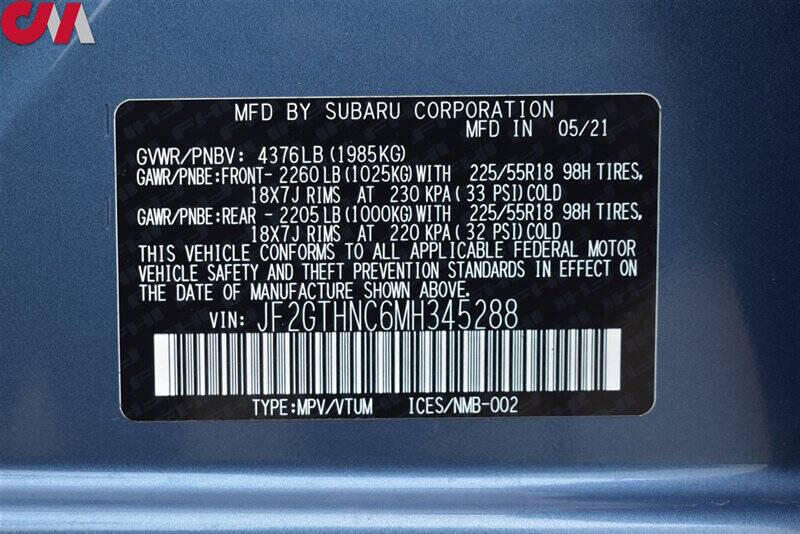 CM
MFD BY SUBARU CORPORATION
MFD IN 05/21
GVWR/PNBV: 4376LB (1985KG)
GAWR/PNBE:FRONT- 2260LB (1025KG) WITH 225/55R18 98H TIRES,
18X7J RIMS AT 230 KPA( 33 PSI) COLD
GAWR/PNBE:REAR - 2205LB (1000KG) WITH 225/55R18 98H TIRES,
18X7J RIMS AT 220 KPA( 32 PSI) COLD
THIS VEHICLE CONFORMS TO ALL APPLICABLE FEDERAL MOTOR
VEHICLE SAFETY AND THEFT PREVENTION STANDARDS IN EFFECT ON
THE DATE OF MANUFACTURE SHOWN ABOVE.
VIN: JF2GTHNC6MH345288
TYPE:MPV/VTUM ICES/NMB-002